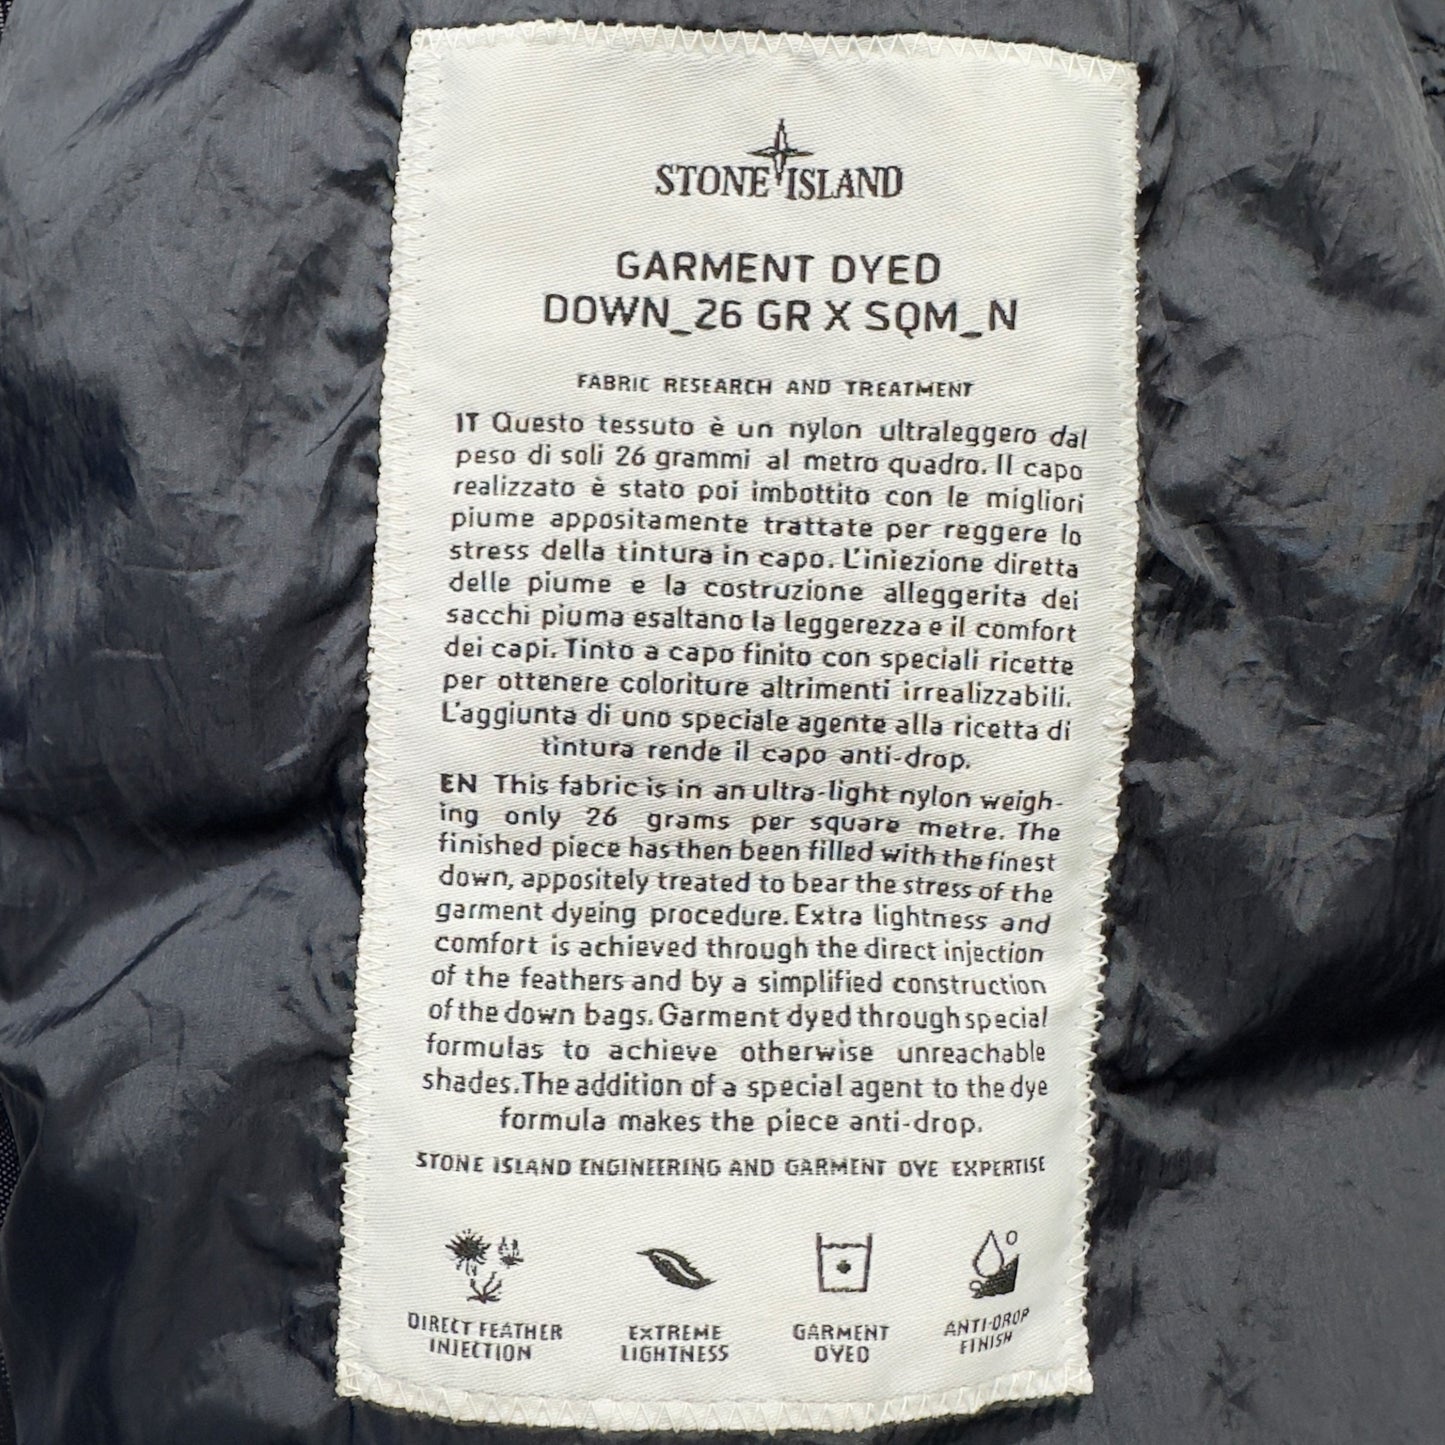 STONE ISLAND
GARMENT DYED
DOWN_26 GR X SQM_N
FABRIC RESEARCH AND TREATMENT
IT Questo tessuto è un nylon ultraleggero dal
peso di soli 26 grammi al metro quadro. Il capo
realizzato è stato poi imbottito con le migliori
piume appositamente trattate per reggere lo
stress della tintura in capo. L'iniezione diretta
delle piume e la costruzione alleggerita dei
sacchi piuma esaltano la leggerezza e il comfort
dei capi. Tinto a capo finito con speciali ricette
per ottenere coloriture altrimenti irrealizzabili.
L'aggiunta di uno speciale agente alla ricetta di
tintura rende il capo anti-drop.
EN This fabric is in an ultra-light nylon weigh-
ing only 26 grams per square metre. The
finished piece has then been filled with the finest
down, appositely treated to bear the stress of the
garment dyeing procedure. Extra lightness and
comfort is achieved through the direct injection
of the feathers and by a simplified construction
of the down bags. Garment dyed through special
formulas to achieve otherwise unreachable
shades. The addition of a special agent to the dye
formula makes the piece anti-drop.
STONE ISLAND ENGINEERING AND GARMENT DYE EXPERTISE
DIRECT FEATHER
INJECTION
EXTREME
LIGHTNESS
GARMENT
DYED
ANTI-DROP
FINISH